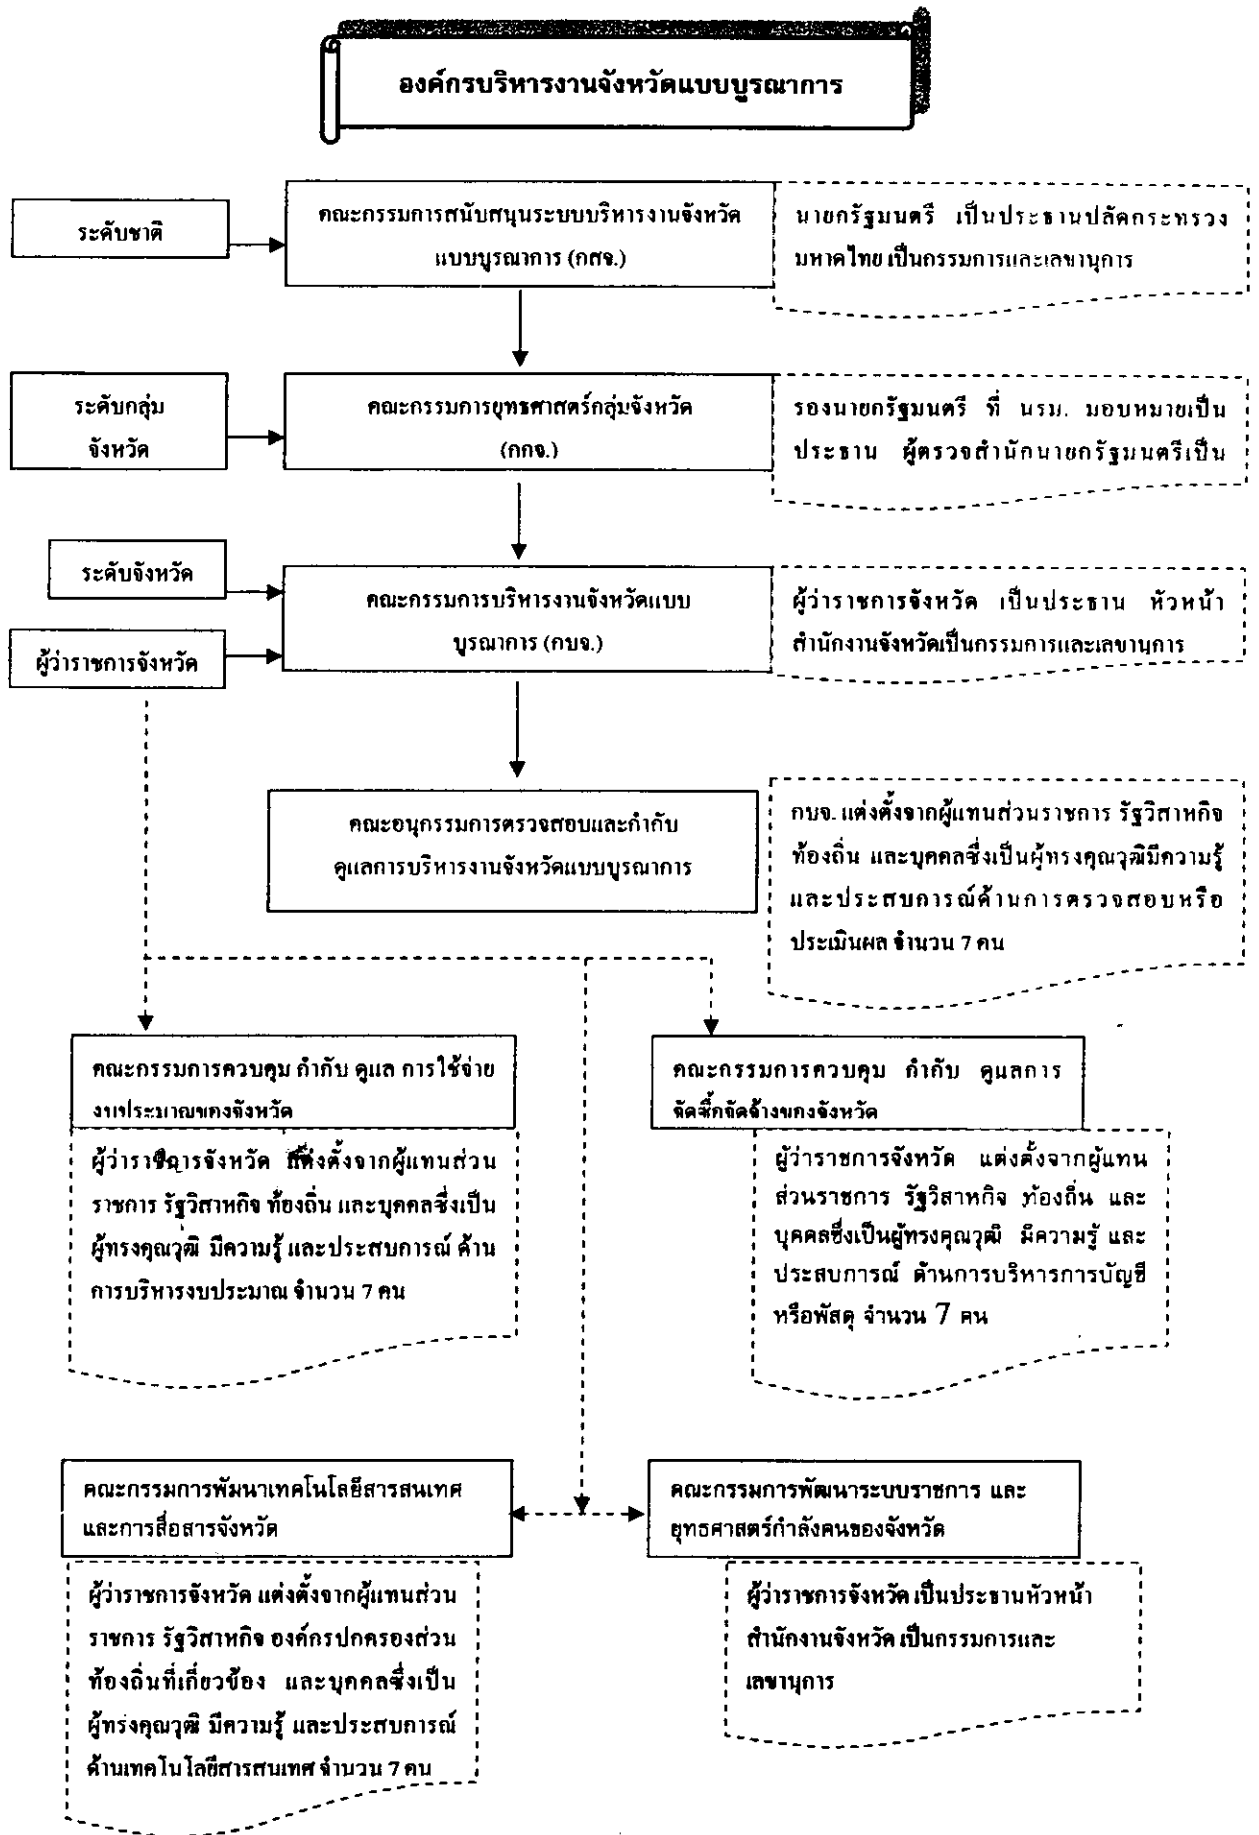 องค์กรบริหารงานจังหวัดแบบบูรณาการ
ระดับชาติ
คณะกรรมการสนับสนุนระบบบริหารงานจังหวัด
แบบบูรณาการ (กสจ.)
นายกรัฐมนตรี เป็นประธานปลัดกระทรวง
มหาดไทย เป็นกรรมการและเลขานุการ
ระดับกลุ่ม
จังหวัด
คณะกรรมการยุทธศาสตร์กลุ่มจังหวัด
(กกจ.)
รองนายกรัฐมนตรี ที่ นรม. มอบหมายเป็น
ประธาน ผู้ตรวจสำนักนายกรัฐมนตรีเป็น
ระดับจังหวัด
ผู้ว่าราชการจังหวัด
คณะกรรมการบริหารงานจังหวัดแบบ
บูรณาการ (กบจ.)
ผู้ว่าราชการจังหวัด เป็นประธาน หัวหน้า
สำนักงานจังหวัดเป็นกรรมการและเลขานุการ
คณะอนุกรรมการตรวจสอบและกำกับ
ดูแลการบริหารงานจังหวัดแบบบูรณาการ
กบจ. แต่งตั้งจากผู้แทนส่วนราชการ รัฐวิสาหกิจ
ท้องถิ่น และบุคคลซึ่งเป็นผู้ทรงคุณวุฒิมีความรู้
และประสบการณ์ด้านการตรวจสอบหรือ
ประเมินผล จำนวน 7 คน
คณะกรรมการควบคุม กำกับ ดูแล การใช้จ่าย
งบประมาณของจังหวัด
ผู้ว่าราชการจังหวัด แต่งตั้งจากผู้แทนส่วน
ราชการ รัฐวิสาหกิจ ท้องถิ่น และบุคคลซึ่งเป็น
ผู้ทรงคุณวุฒิ มีความรู้ และประสบการณ์ ด้าน
การบริหารงบประมาณ จำนวน 7 คน
คณะกรรมการควบคุม กำกับ ดูแลการ
จัดซื้อจัดจ้างของจังหวัด
ผู้ว่าราชการจังหวัด แต่งตั้งจากผู้แทน
ส่วนราชการ รัฐวิสาหกิจ ท้องถิ่น และ
บุคคลซึ่งเป็นผู้ทรงคุณวุฒิ มีความรู้ และ
ประสบการณ์ ด้านการบริหารการบัญชี
หรือพัสดุ จำนวน 7 คน
คณะกรรมการพัฒนาเทคโนโลยีสารสนเทศ
และการสื่อสารจังหวัด
ผู้ว่าราชการจังหวัด แต่งตั้งจากผู้แทนส่วน
ราชการ รัฐวิสาหกิจ องค์กรปกครองส่วน
ท้องถิ่นที่เกี่ยวข้อง และบุคคลซึ่งเป็น
ผู้ทรงคุณวุฒิ มีความรู้ และประสบการณ์
ด้านเทคโนโลยีสารสนเทศ จำนวน 7 คน
คณะกรรมการพัฒนาระบบราชการ และ
ยุทธศาสตร์กำลังคนของจังหวัด
ผู้ว่าราชการจังหวัด เป็นประธานหัวหน้า
สำนักงานจังหวัด เป็นกรรมการและ
เลขานุการ